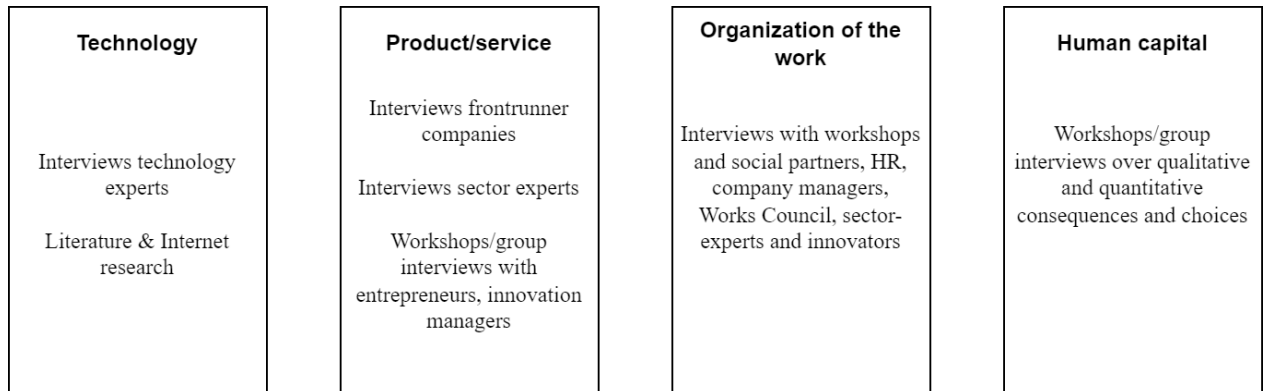 Technology
Interviews technology
experts
Literature & Internet
research
Product/service
Interviews frontrunner
companies
Interviews sector experts
Workshops/group
interviews with
entrepreneurs, innovation
managers
Organization of the
work
Interviews with workshops
and social partners, HR,
company managers,
Works Council, sector-
experts and innovators
Human capital
Workshops/group
interviews over qualitative
and quantitative
consequences and choices